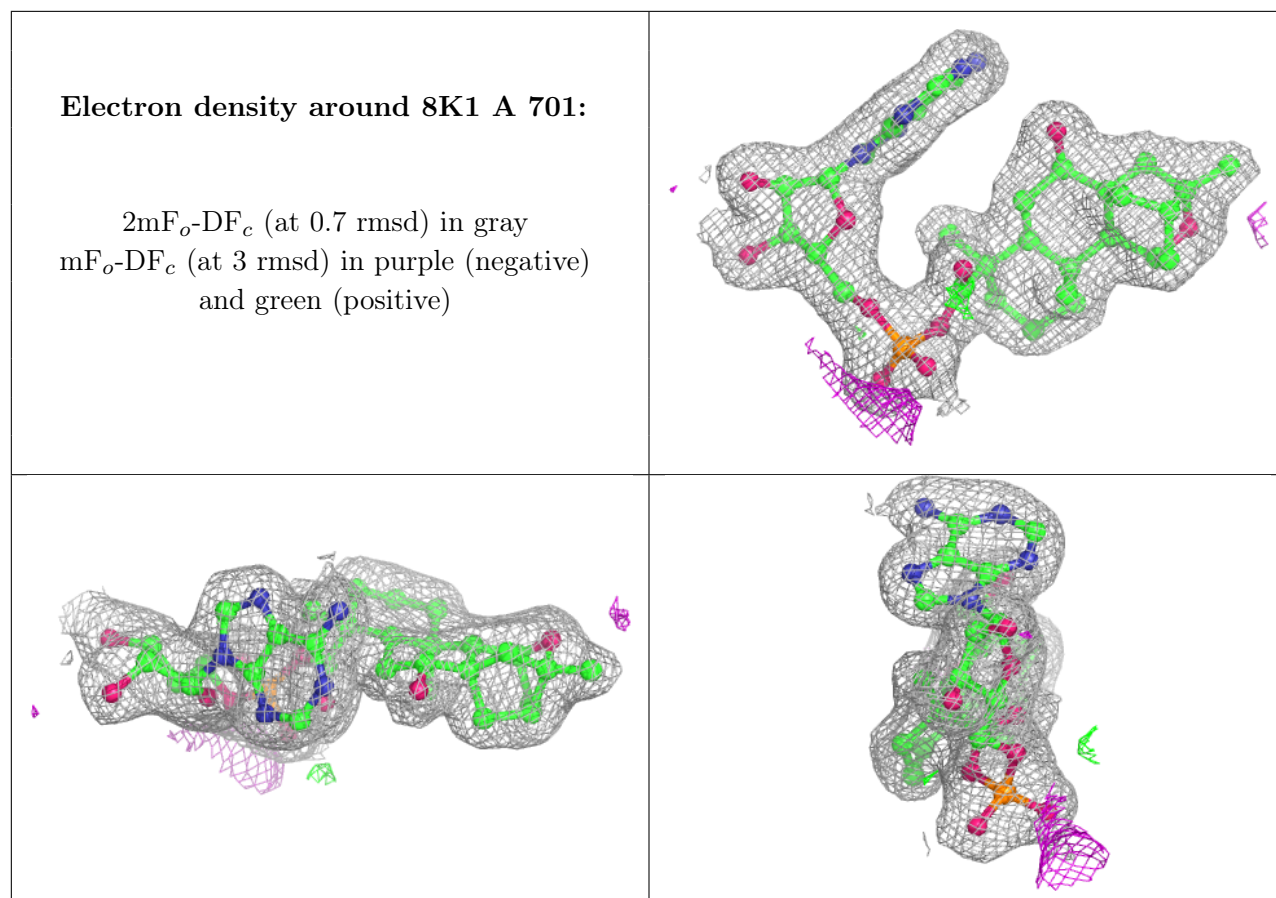 Electron density around 8K1 A 701:
2mFo-DFc (at 0.7 rmsd) in gray
mFo-DFc (at 3 rmsd) in purple (negative)
and green (positive)